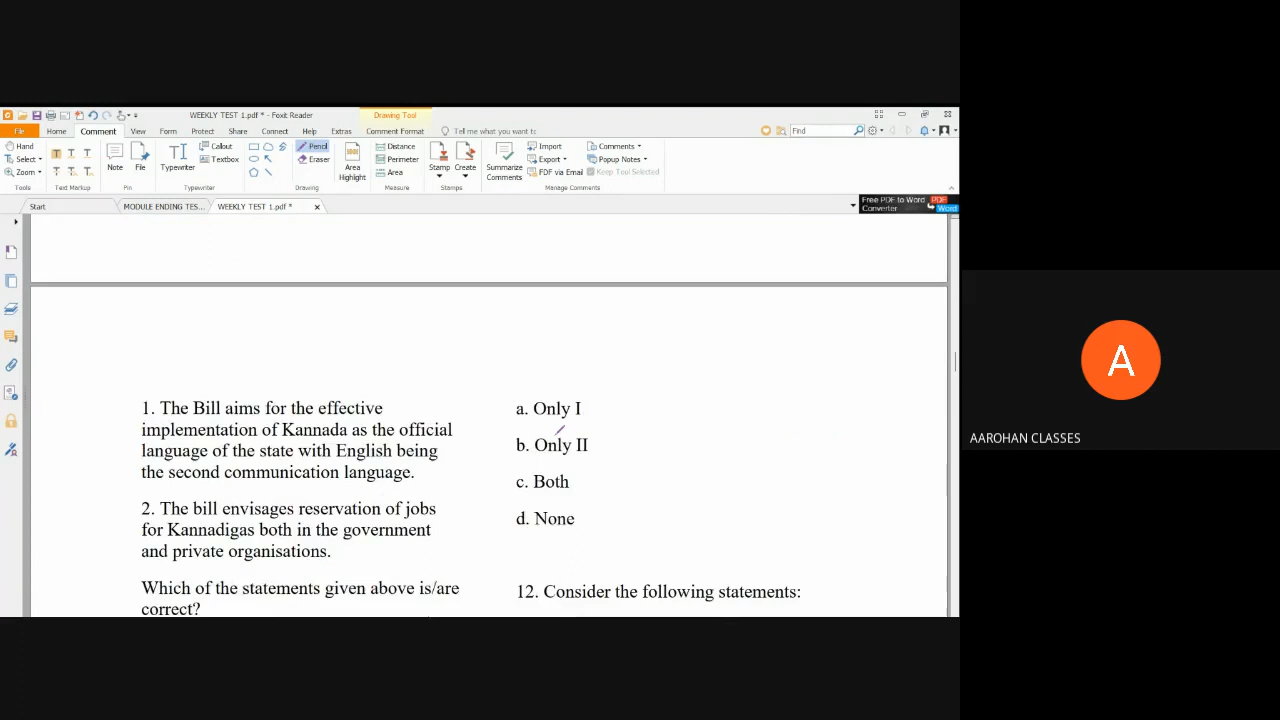 WEEKLY TEST 1.pdf * - Foxit Reader
Drawing Tool
File Home Comment View Form Protect Share Connect Help Extras Comment Format Tell me what you want tc Find
Hand
Select
Zoom
Tools
Text Markup
Note
File
Pin
Typewriter
Callout
Textbox
Typewriter
Pencil
Eraser
Drawing
Area
Highlight
Distance
Perimeter
Area
Measure
Stamp
Create
Stamps
Summarize
Comments
Import
Export
FDF via Email
Comments
Popup Notes
Keep Tool Selected
Manage Comments
Start
MODULE ENDING TES...
WEEKLY TEST 1.pdf *
Free PDF to Word
Converter
PDF
Word
1. The Bill aims for the effective
implementation of Kannada as the official
language of the state with English being
the second communication language.
2. The bill envisages reservation of jobs
for Kannadigas both in the government
and private organisations.
Which of the statements given above is/are
correct?
a. Only I
b. Only II
c. Both
d. None
12. Consider the following statements:
A
AAROHAN CLASSES